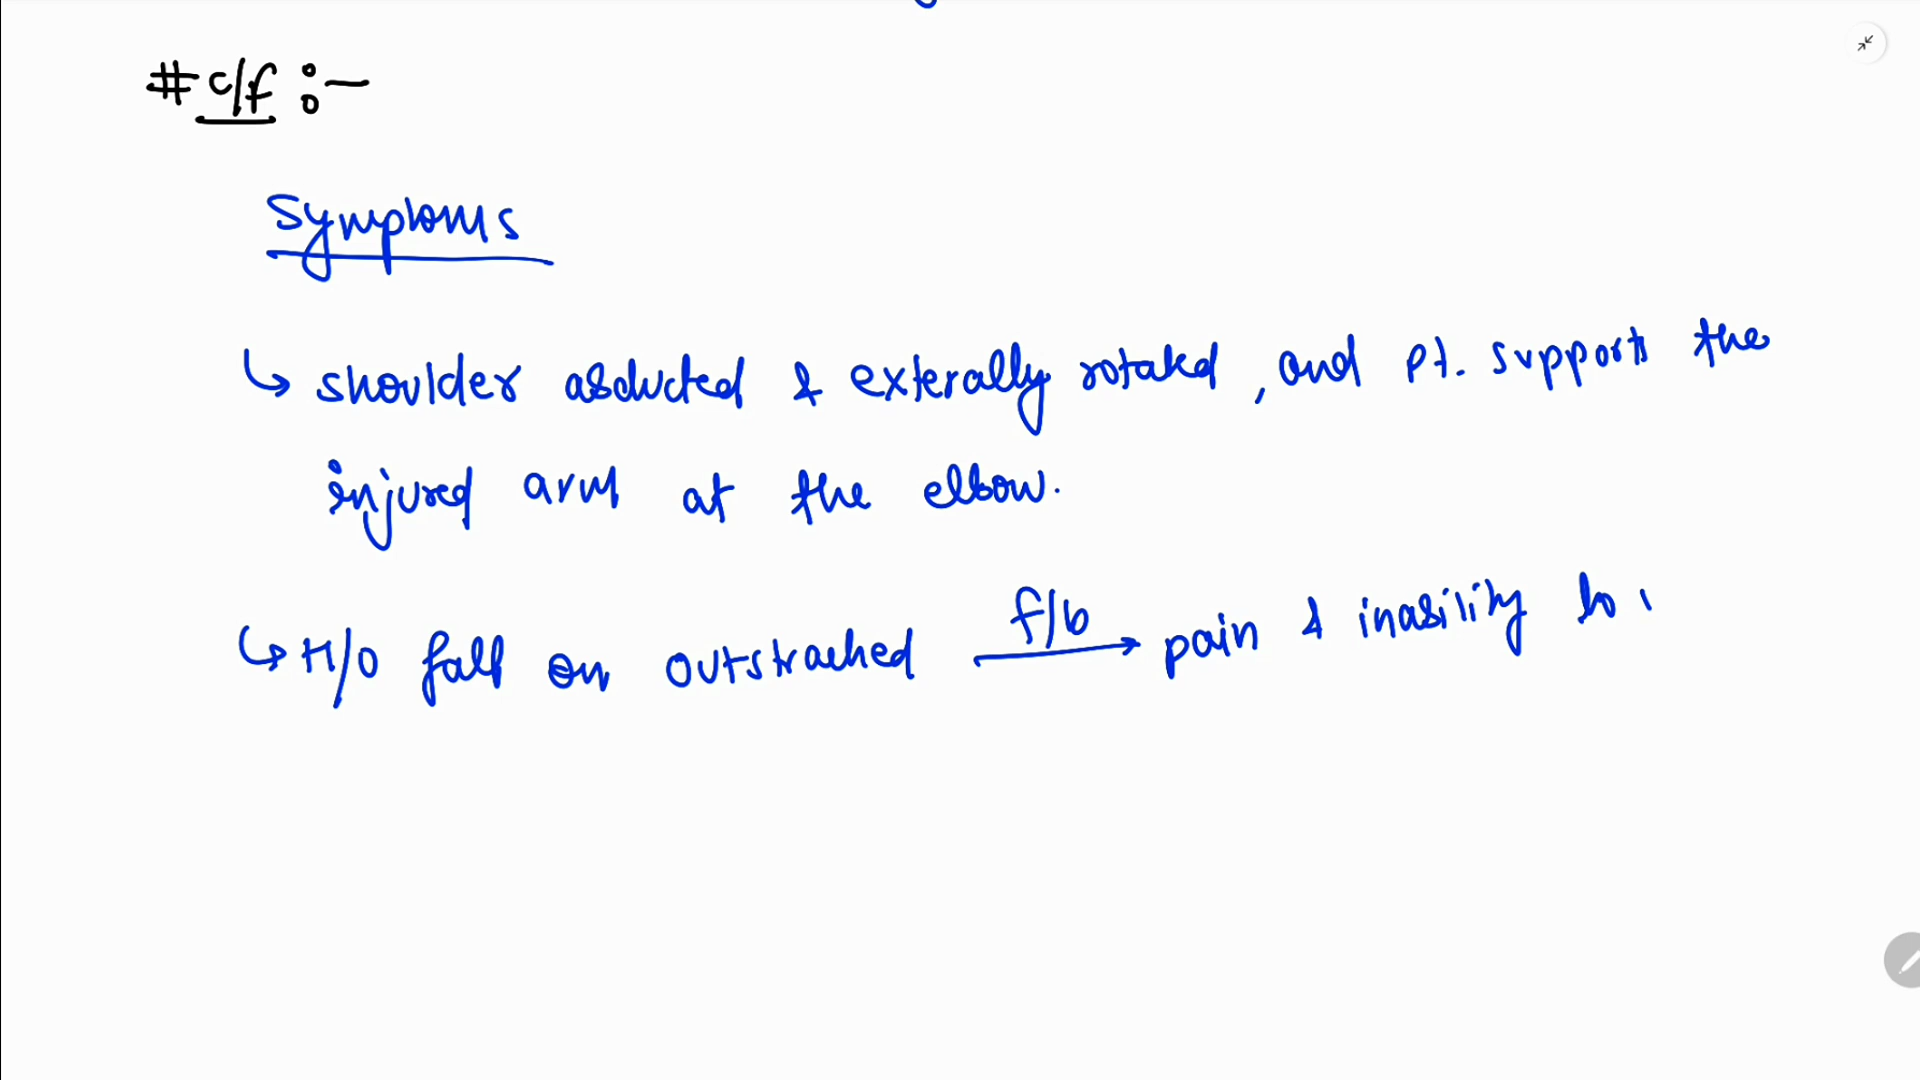 # c/f :-
Symptoms
↳ shoulder abducted & exterally rotated, and pt. supports the
injured arm at the elbow.
↳ H/O fall on outstrached f/b → pain & inability to